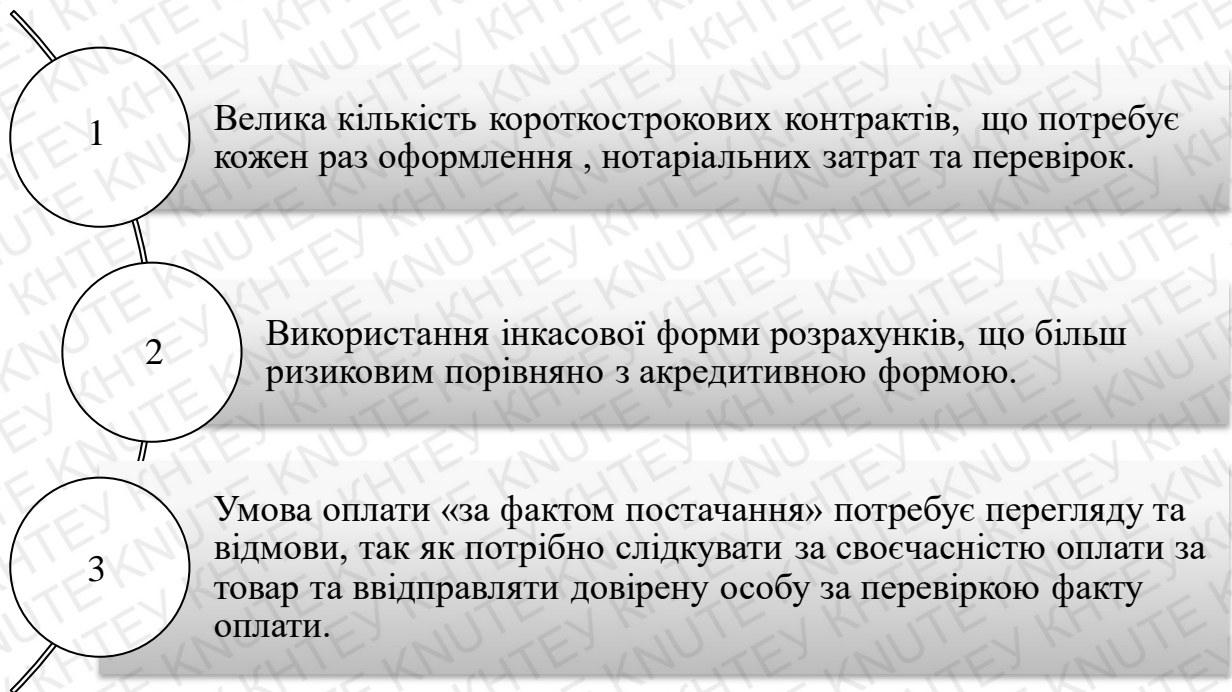 1
Велика кількість короткострокових контрактів, що потребує
кожен раз оформлення , нотаріальних затрат та перевірок.
2
Використання інкасової форми розрахунків, що більш
ризиковим порівняно з акредитивною формою.
3
Умова оплати «за фактом постачання» потребує перегляду та
відмови, так як потрібно слідкувати за своєчасністю оплати за
товар та ввідправляти довірену особу за перевіркою факту
оплати.